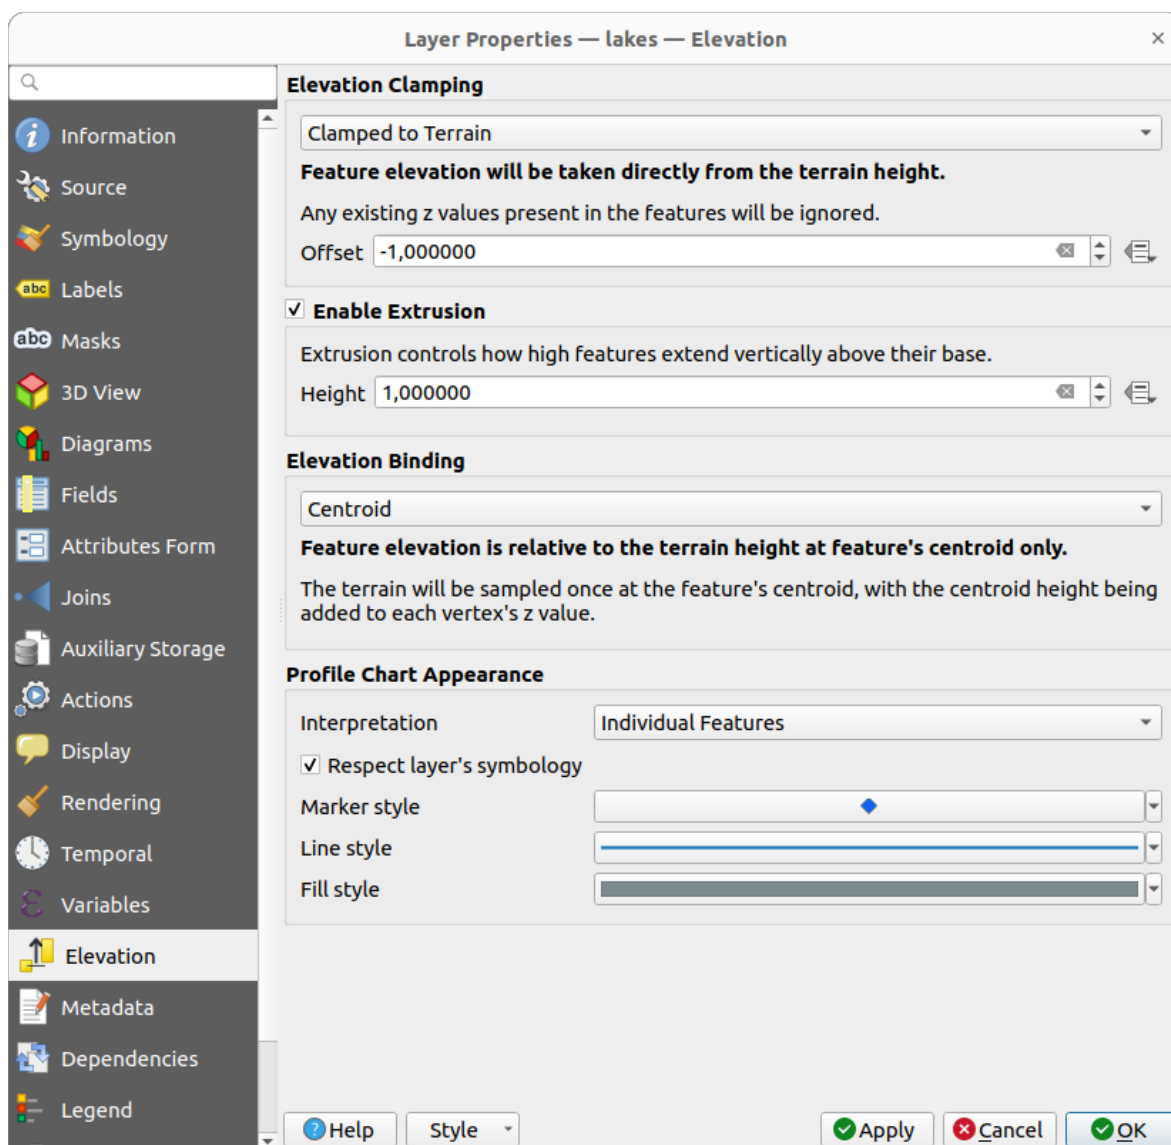 Layer Properties — lakes — Elevation
Information
Source
Symbology
abc Labels
abc Masks
3D View
Diagrams
Fields
Attributes Form
Joins
Auxiliary Storage
Actions
Display
Rendering
Temporal
Variables
Elevation
Metadata
Dependencies
Legend
Elevation Clamping
Clamped to Terrain
Feature elevation will be taken directly from the terrain height.
Any existing z values present in the features will be ignored.
Offset -1,000000
Enable Extrusion
Extrusion controls how high features extend vertically above their base.
Height 1,000000
Elevation Binding
Centroid
Feature elevation is relative to the terrain height at feature's centroid only.
The terrain will be sampled once at the feature's centroid, with the centroid height being
added to each vertex's z value.
Profile Chart Appearance
Interpretation Individual Features
Respect layer's symbology
Marker style
Line style
Fill style
Help Style Apply Cancel OK